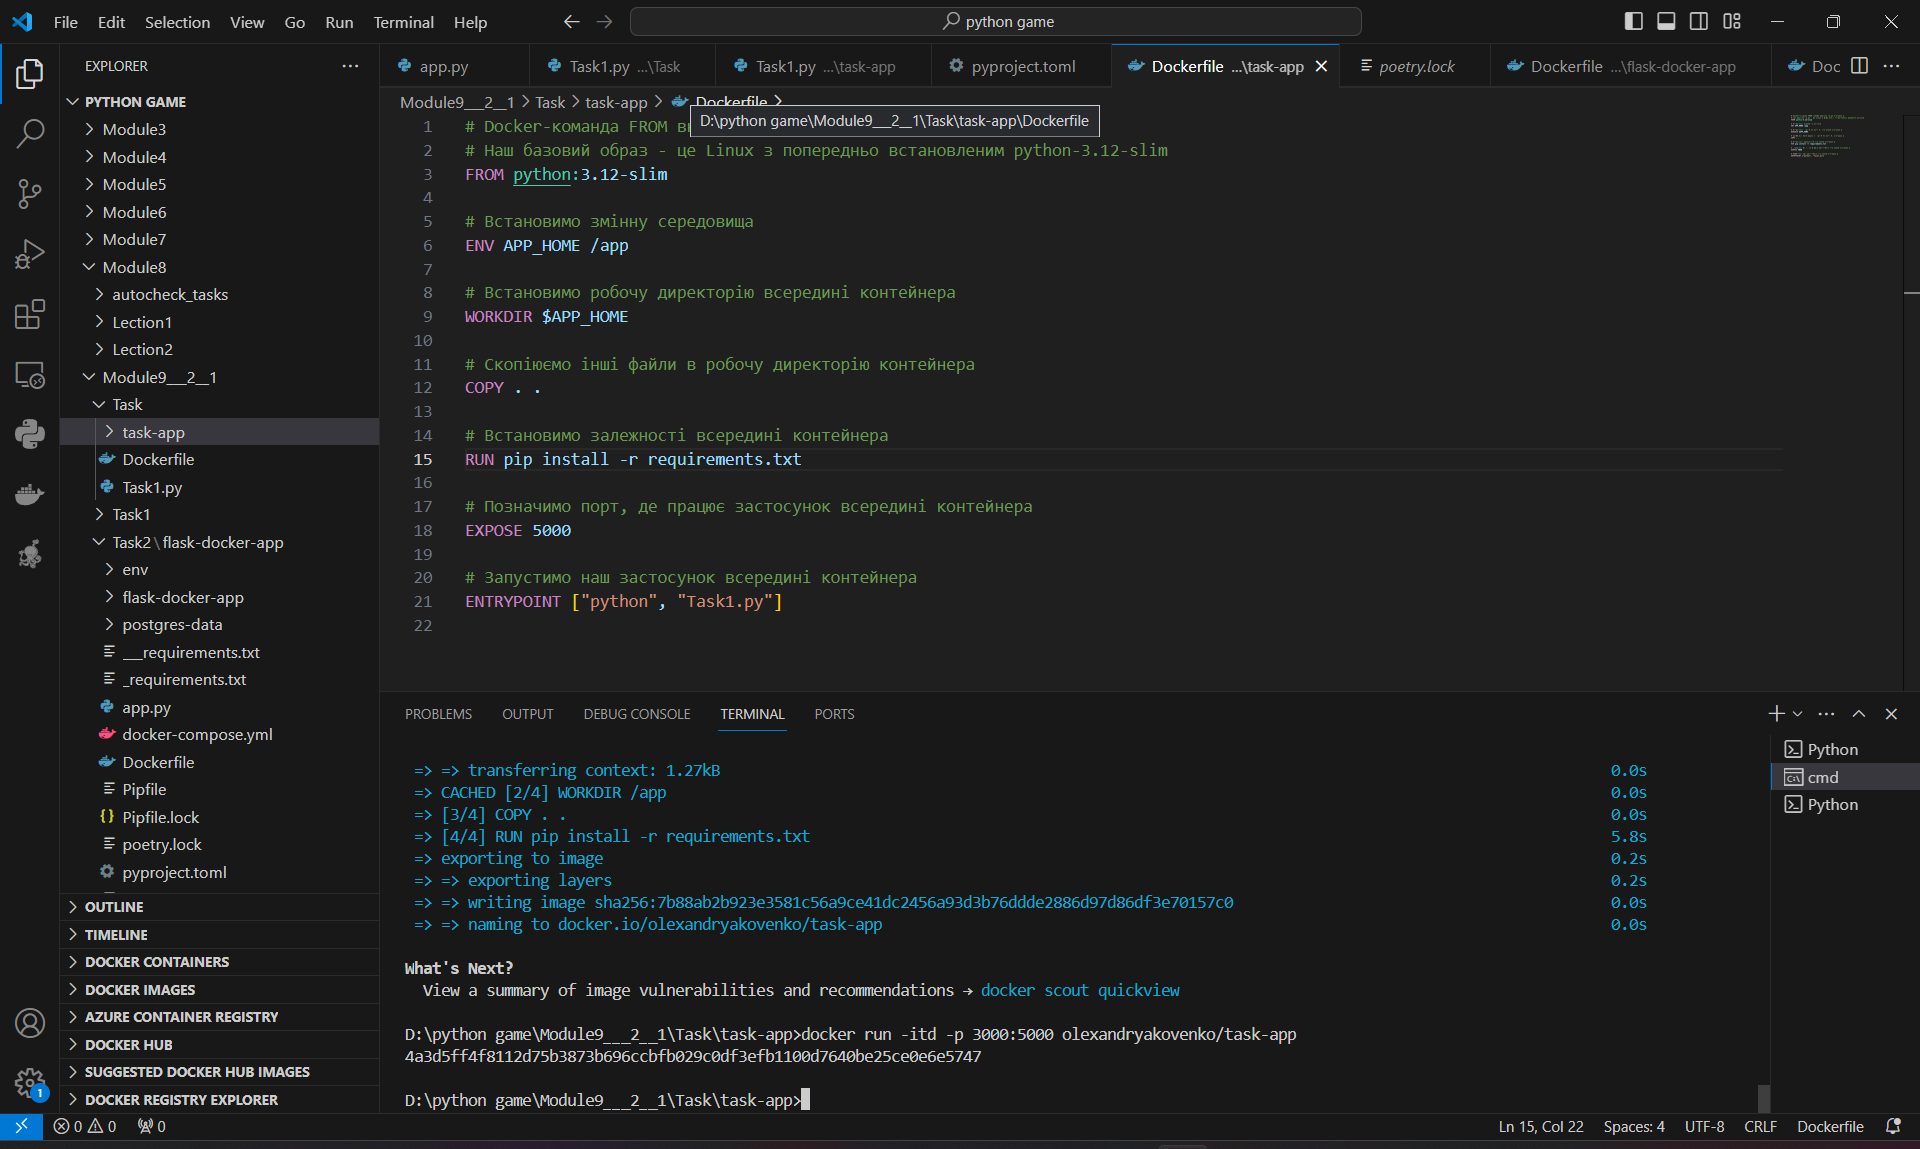 File Edit Selection View Go Run Terminal Help
python game
EXPLORER
PYTHON GAME
Module3
Module4
Module5
Module6
Module7
Module8
autocheck_tasks
Lection1
Lection2
Module9___2__1
Task
task-app
Dockerfile
Task1.py
Task1
Task2\flask-docker-app
env
flask-docker-app
postgres-data
___requirements.txt
_requirements.txt
app.py
docker-compose.yml
Dockerfile
Pipfile
Pipfile.lock
poetry.lock
pyproject.toml
OUTLINE
TIMELINE
DOCKER CONTAINERS
DOCKER IMAGES
AZURE CONTAINER REGISTRY
DOCKER HUB
SUGGESTED DOCKER HUB IMAGES
DOCKER REGISTRY EXPLORER
1
app.py Task1.py ...\Task Task1.py ...\task-app pyproject.toml Dockerfile ...\task-app poetry.lock Dockerfile ...\flask-docker-app Doc
Module9___2__1 > Task > task-app > Dockerfile >
D:\python game\Module9___2__1\Task\task-app\Dockerfile
1 # Docker-команда FROM
2 # Наш базовий образ - це Linux з попередньо встановленим python-3.12-slim
3 FROM python:3.12-slim
4
5 # Встановимо змінну середовища
6 ENV APP_HOME /app
7
8 # Встановимо робочу директорію всередині контейнера
9 WORKDIR $APP_HOME
10
11 # Скопіюємо інші файли в робочу директорію контейнера
12 COPY . .
13
14 # Встановимо залежності всередині контейнера
15 RUN pip install -r requirements.txt
16
17 # Позначимо порт, де працює застосунок всередині контейнера
18 EXPOSE 5000
19
20 # Запустимо наш застосунок всередині контейнера
21 ENTRYPOINT ["python", "Task1.py"]
22
PROBLEMS OUTPUT DEBUG CONSOLE TERMINAL PORTS
=> => transferring context: 1.27kB 0.0s
=> CACHED [2/4] WORKDIR /app 0.0s
=> [3/4] COPY . . 0.0s
=> [4/4] RUN pip install -r requirements.txt 5.8s
=> exporting to image 0.2s
=> => exporting layers 0.2s
=> => writing image sha256:7b88ab2b923e3581c56a9ce41dc2456a93d3b76ddde2886d97d86df3e70157c0 0.0s
=> => naming to docker.io/olexandryakovenko/task-app 0.0s
What's Next?
View a summary of image vulnerabilities and recommendations → docker scout quickview
D:\python game\Module9___2__1\Task\task-app>docker run -itd -p 3000:5000 olexandryakovenko/task-app
4a3d5ff4f8112d75b3873b696ccbfb029c0df3efb1100d7640be25ce0e6e5747
D:\python game\Module9___2__1\Task\task-app>
Python
cmd
Python
0 0 0
Ln 15, Col 22 Spaces: 4 UTF-8 CRLF Dockerfile